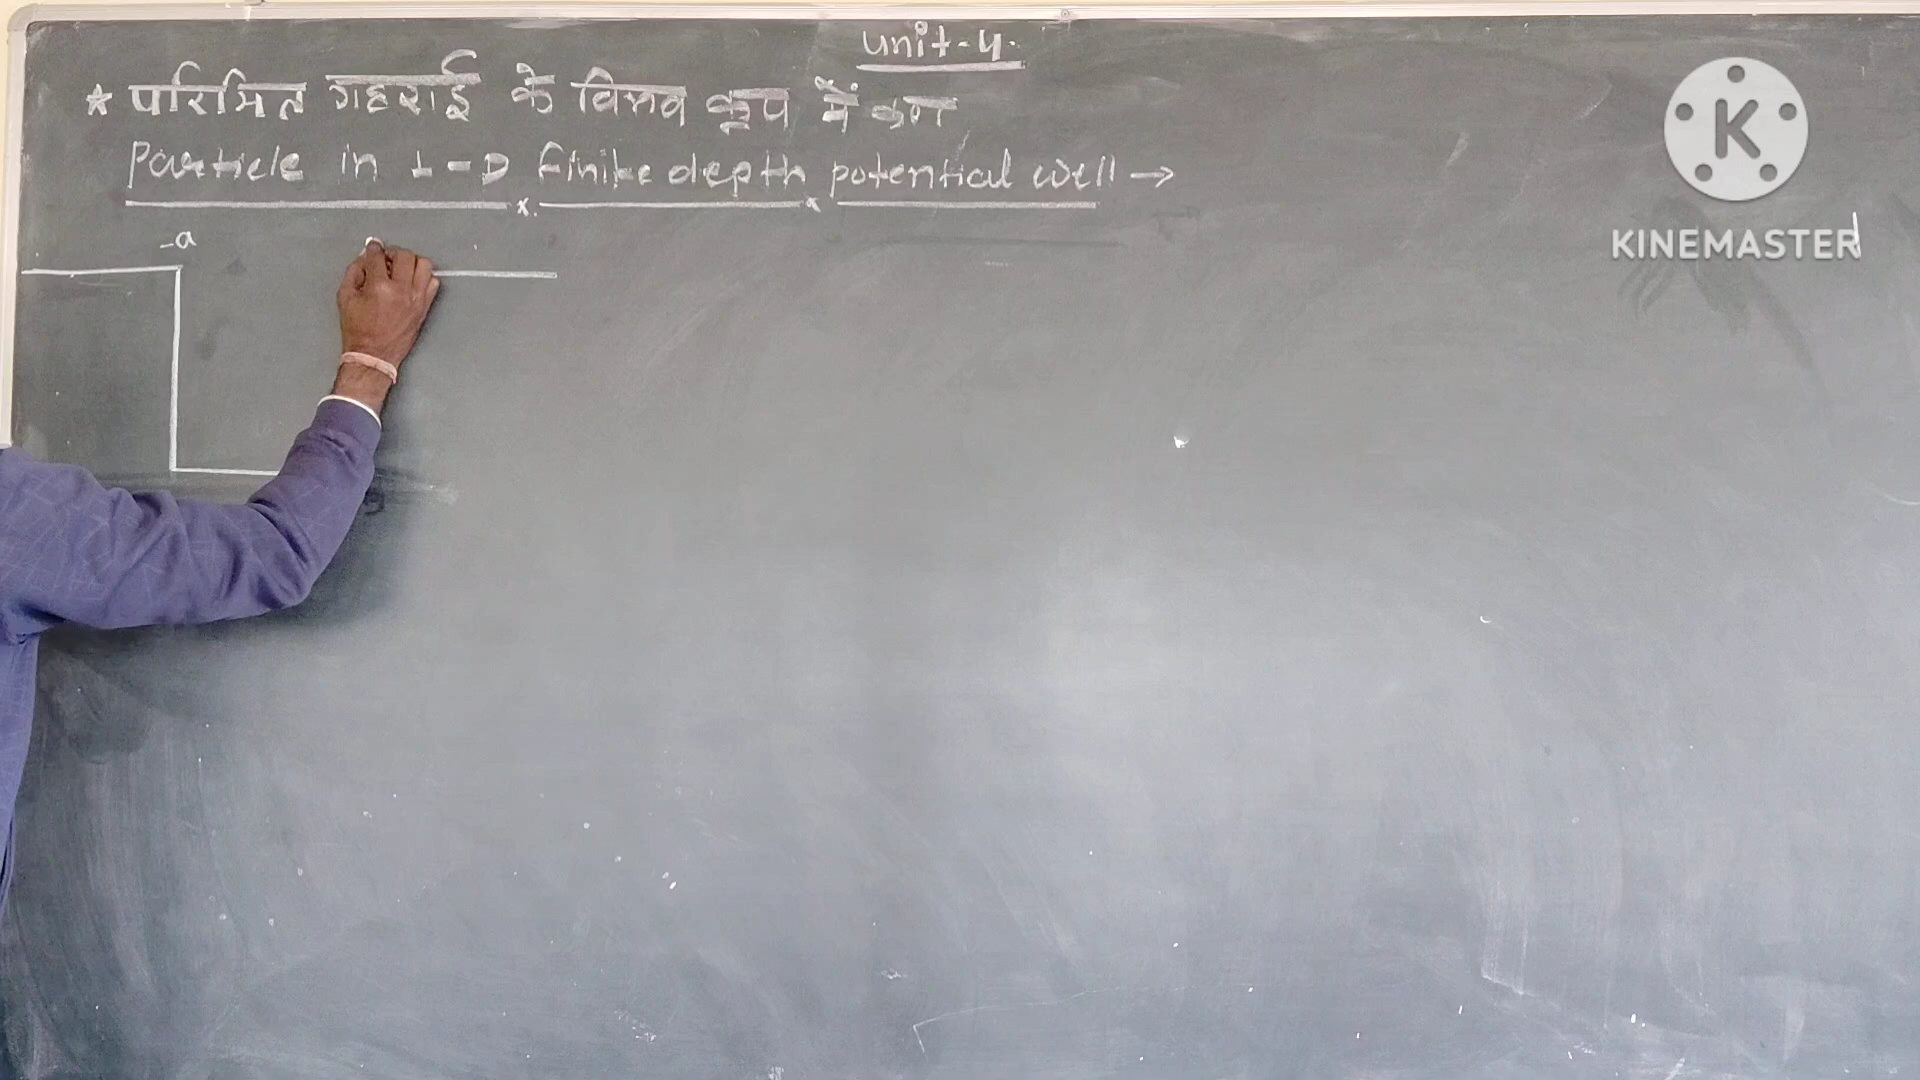 unit-4.
* परिमित गहराई के विभव कूप में कण
Particle in 1-D finite depth potential well →
-a
K
KINEMASTER